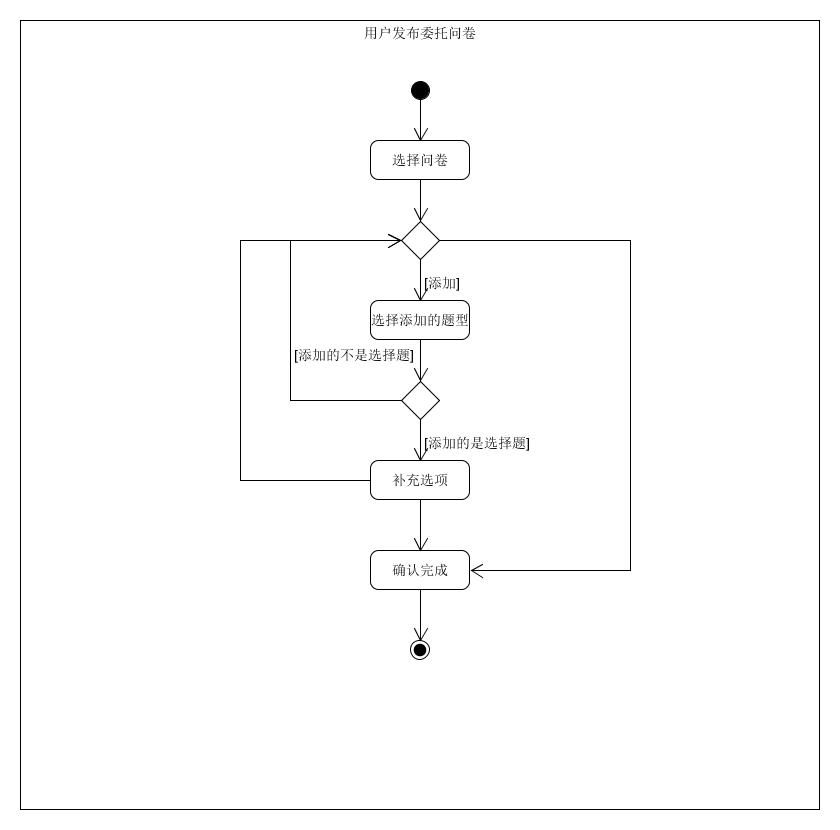 用户发布委托问卷
选择问卷
[添加]
选择添加的题型
[添加的不是选择题]
[添加的是选择题]
补充选项
确认完成